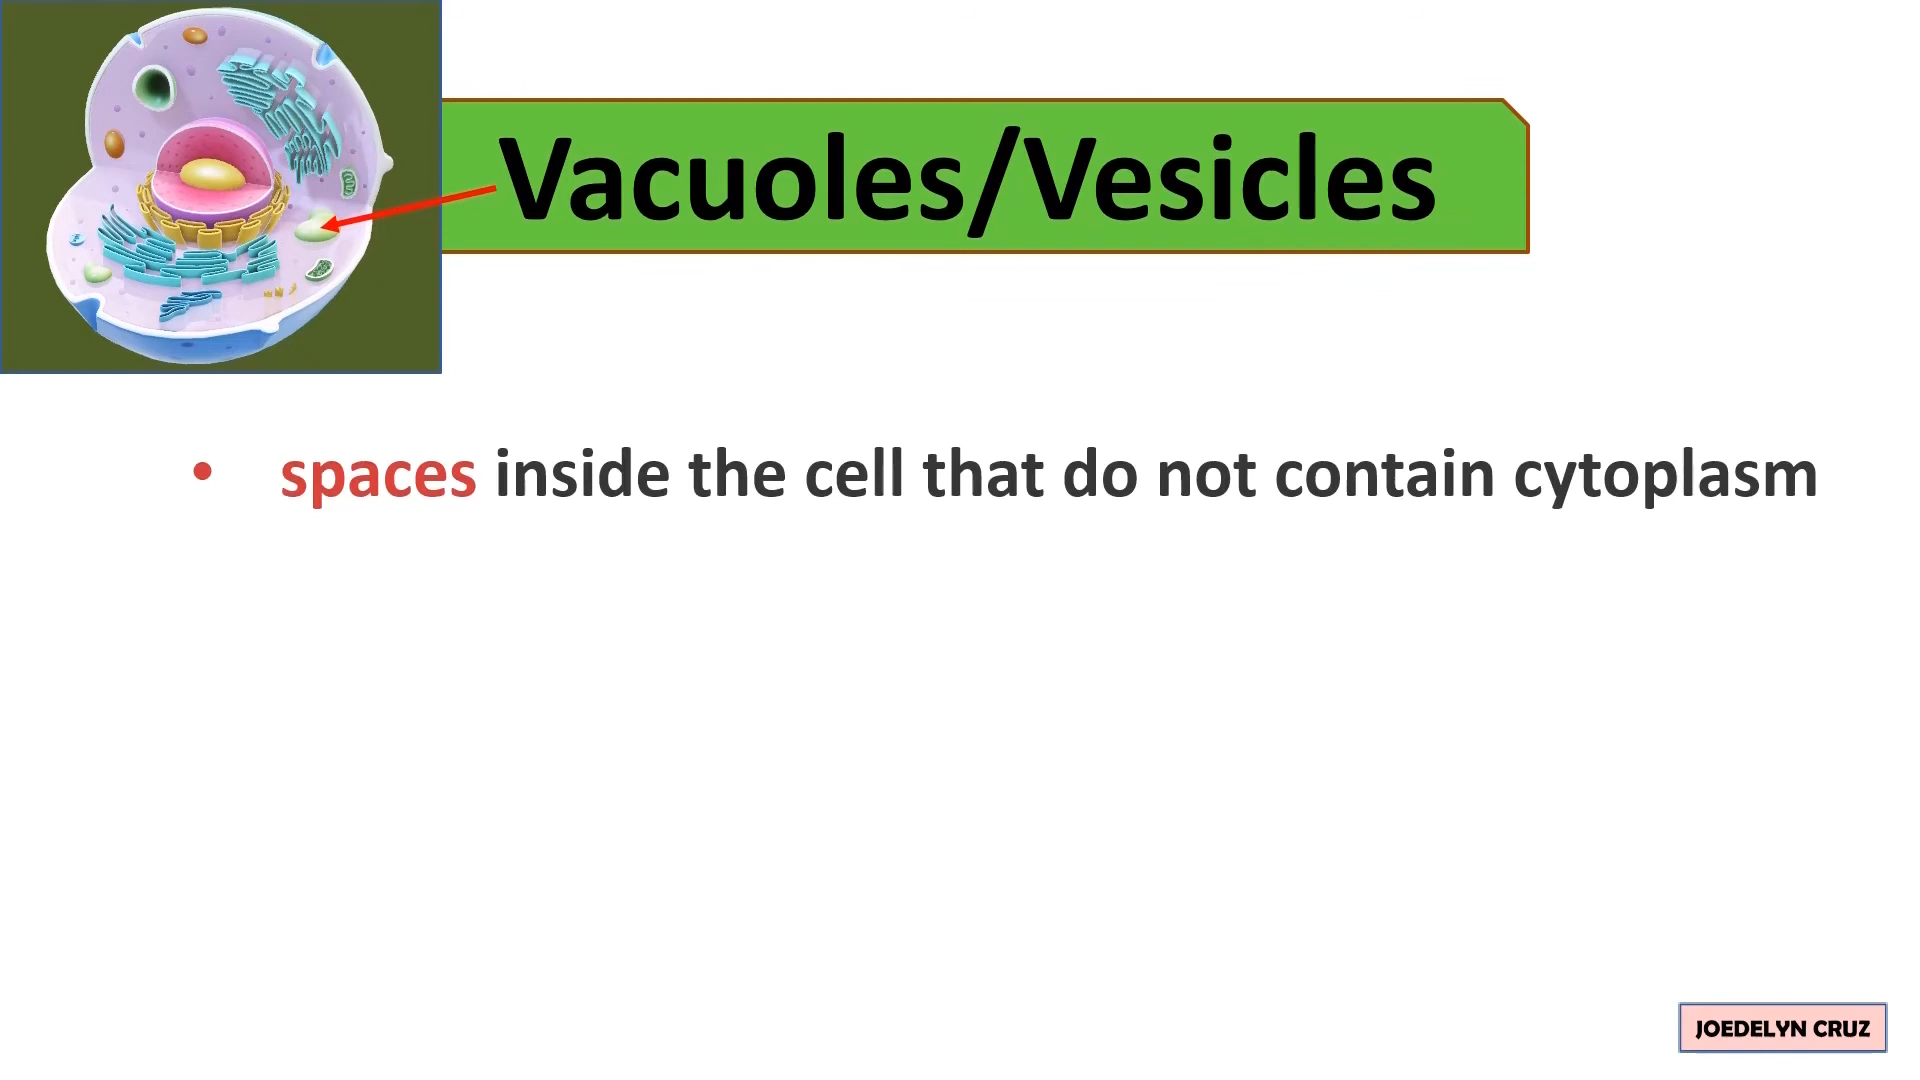 Vacuoles/Vesicles
• spaces inside the cell that do not contain cytoplasm
JOEDELYN CRUZ